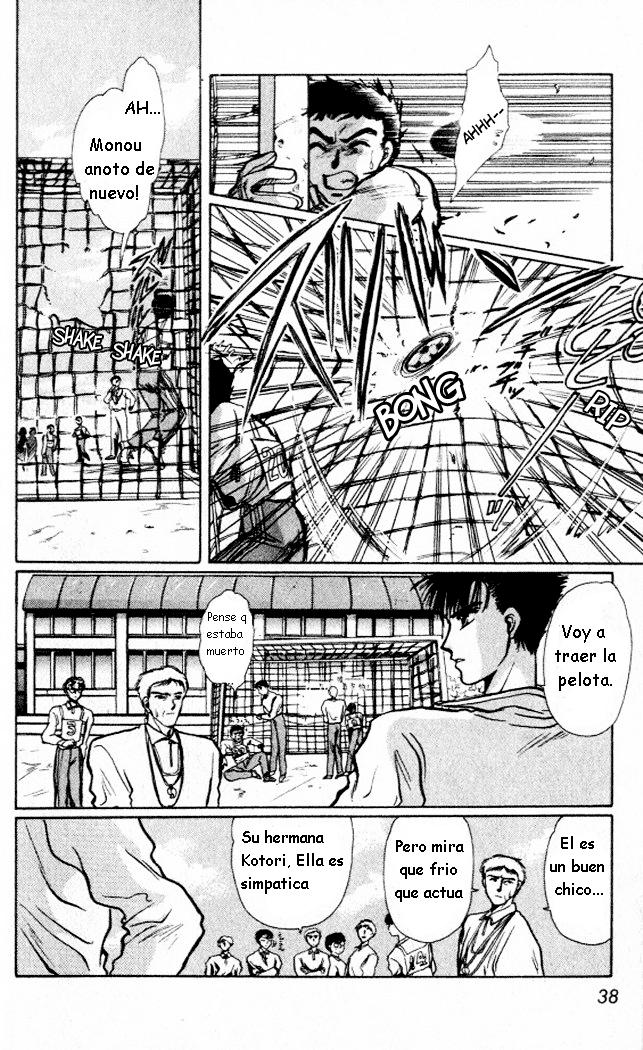 AHHH--
BONG
RIP
AH...
Monou
anoto de
nuevo!
SHAKE
SHAKE
Voy a
traer la
pelota.
Pense q
estaba
muerto
5
El es
un buen
chico...
Pero mira
que frio
que actua
Su hermana
Kotori, Ella es
simpatica
38